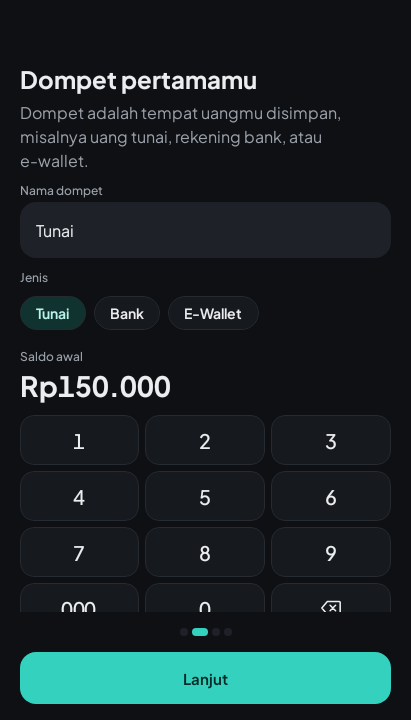 Dompet pertamamu
Dompet adalah tempat uangmu disimpan,
misalnya uang tunai, rekening bank, atau
e-wallet.
Nama dompet
Tunai
Jenis
Tunai Bank E-Wallet
Saldo awal
Rp150.000
1 2 3
4 5 6
7 8 9
000 0
Lanjut